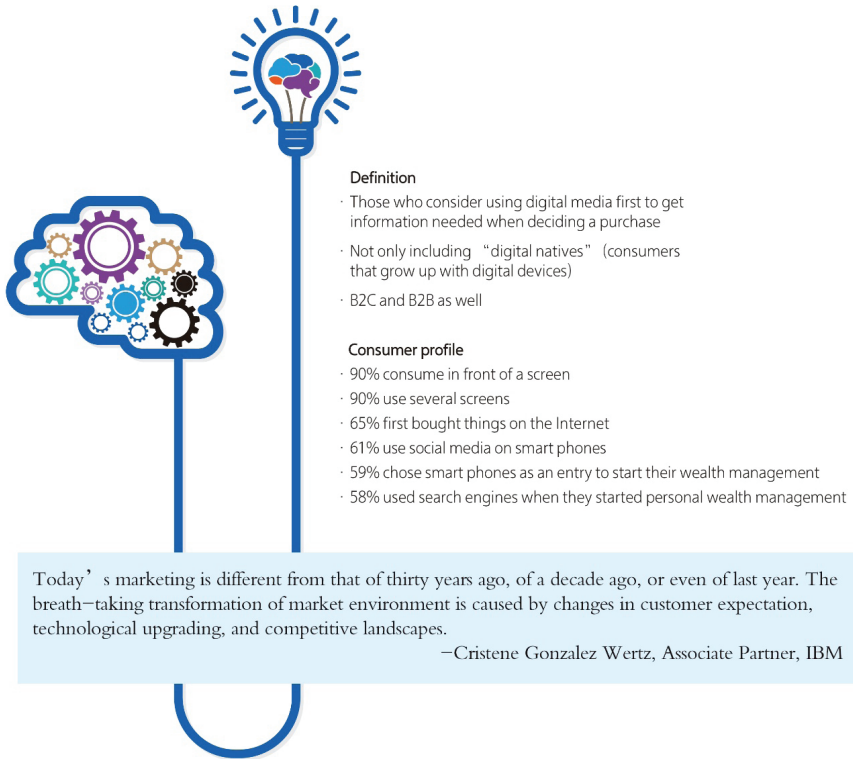 Definition
· Those who consider using digital media first to get
information needed when deciding a purchase
· Not only including “digital natives” (consumers
that grow up with digital devices)
· B2C and B2B as well
Consumer profile
· 90% consume in front of a screen
· 90% use several screens
· 65% first bought things on the Internet
· 61% use social media on smart phones
· 59% chose smart phones as an entry to start their wealth management
· 58% used search engines when they started personal wealth management
Today’s marketing is different from that of thirty years ago, of a decade ago, or even of last year. The
breath-taking transformation of market environment is caused by changes in customer expectation,
technological upgrading, and competitive landscapes.
–Cristene Gonzalez Wertz, Associate Partner, IBM